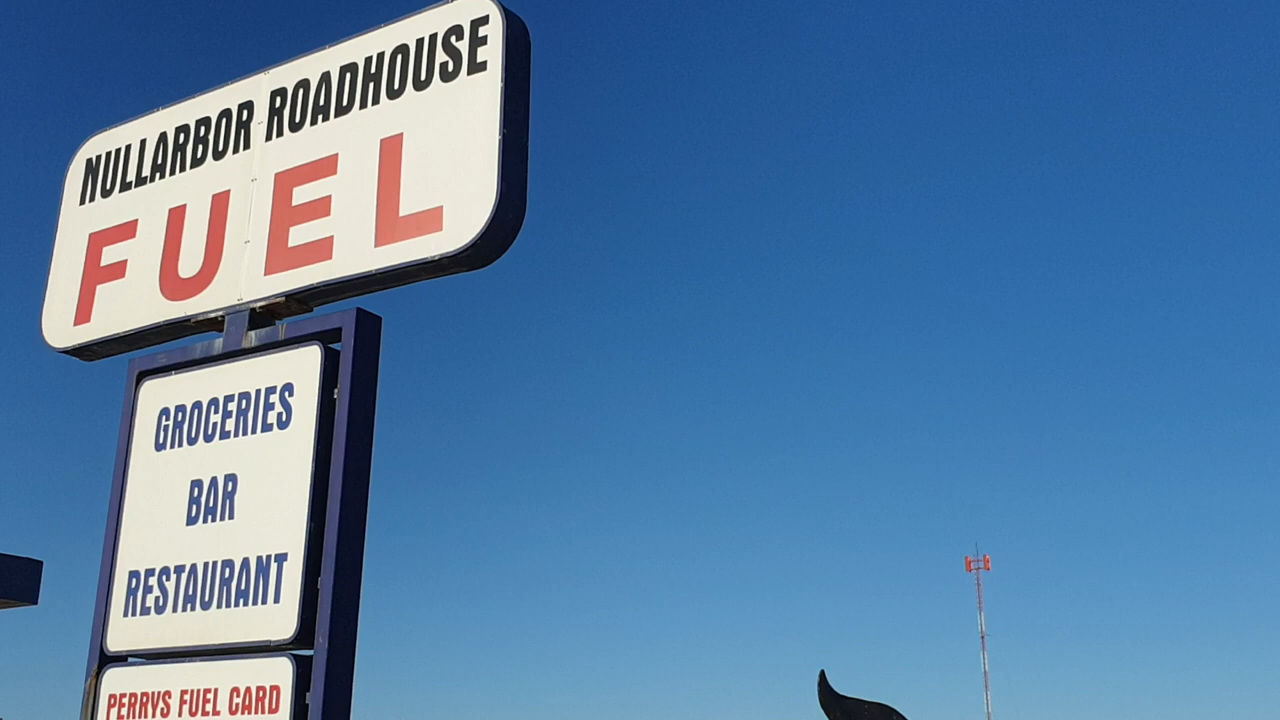 NULLARBOR ROADHOUSE
FUEL
GROCERIES
BAR
RESTAURANT
PERRYS FUEL CARD